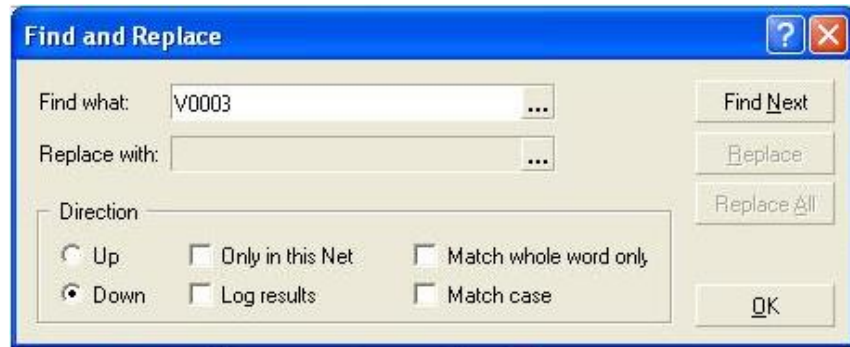 Find and Replace
Find what: V0003 ... Find Next
Replace with: ... Replace
Replace All
Direction
Up Only in this Net Match whole word only
Down Log results Match case
OK